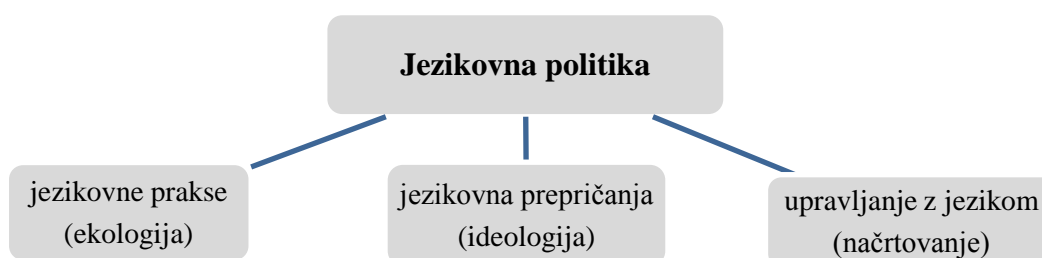 Jezikovna politika
jezikovne prakse
(ekologija)
jezikovna prepričanja
(ideologija)
upravljanje z jezikom
(načrtovanje)